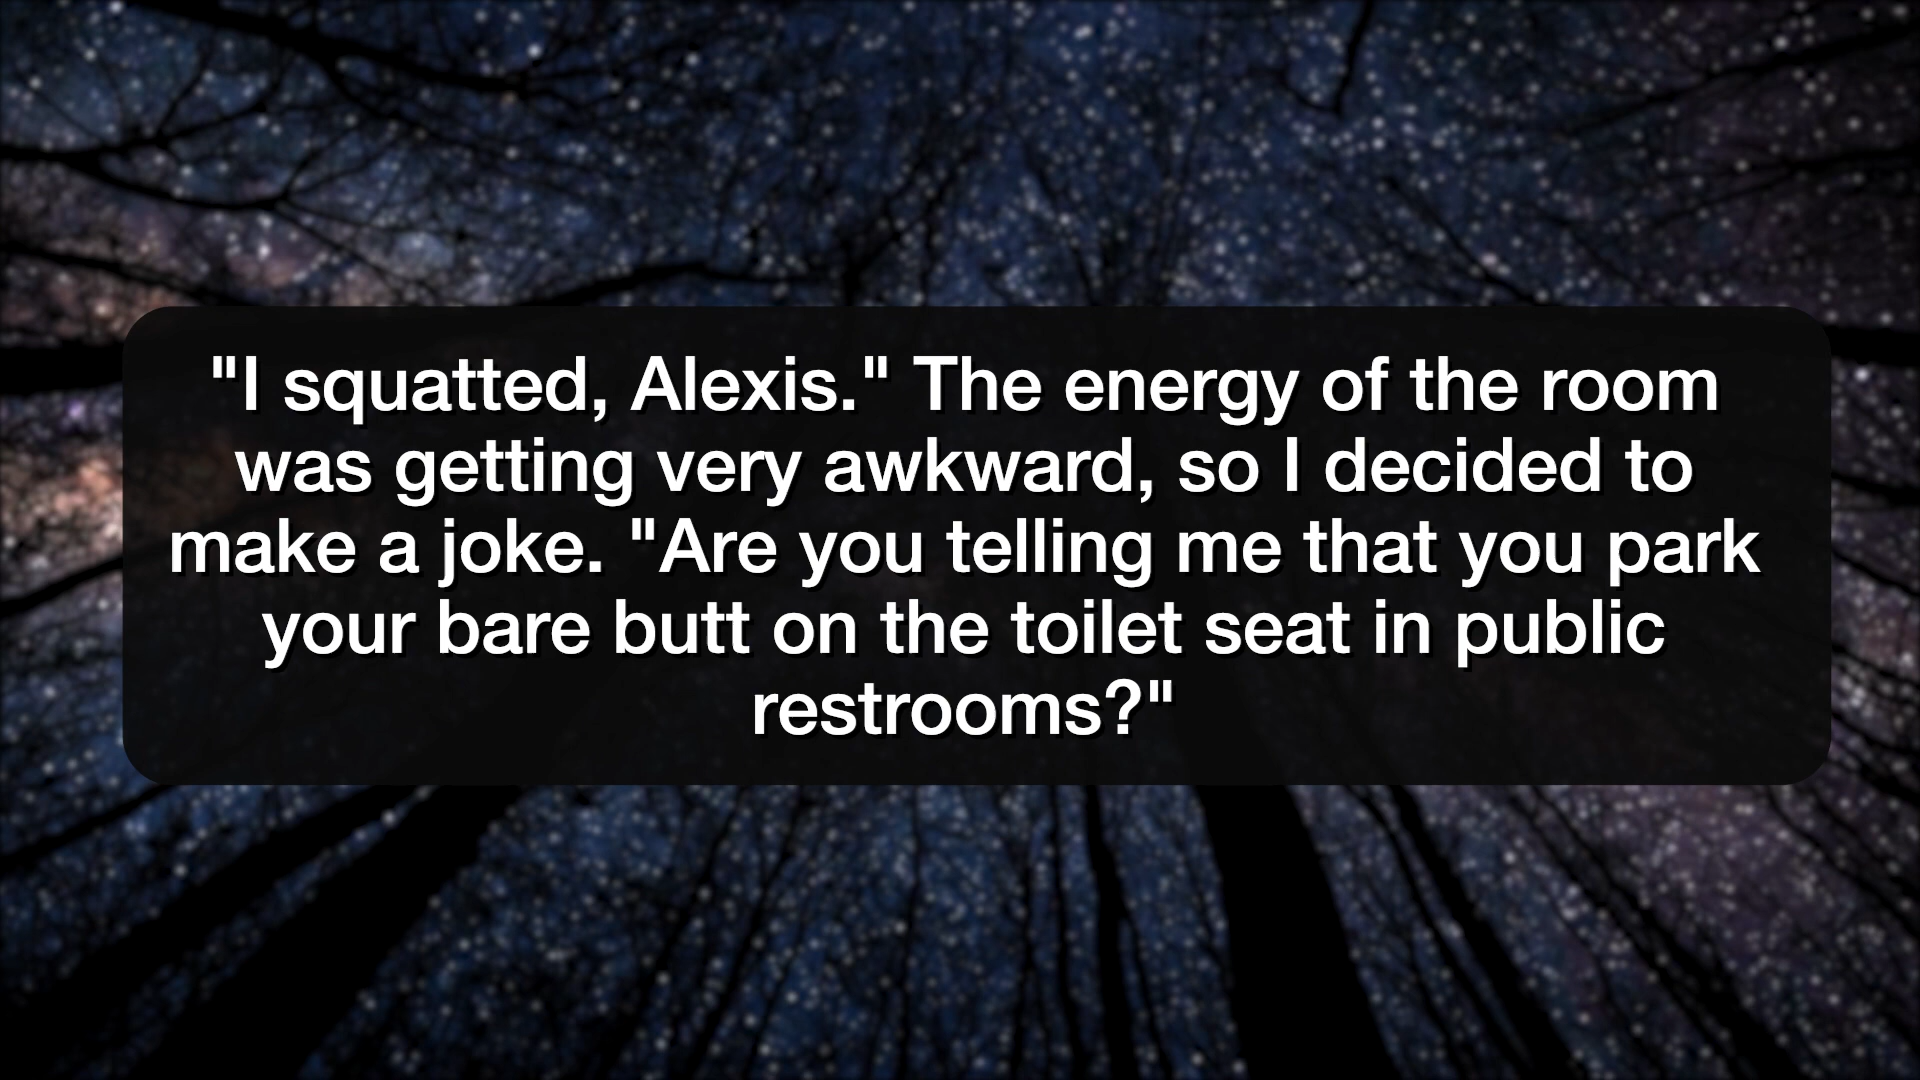 "I squatted, Alexis." The energy of the room
was getting very awkward, so I decided to
make a joke. "Are you telling me that you park
your bare butt on the toilet seat in public
restrooms?"